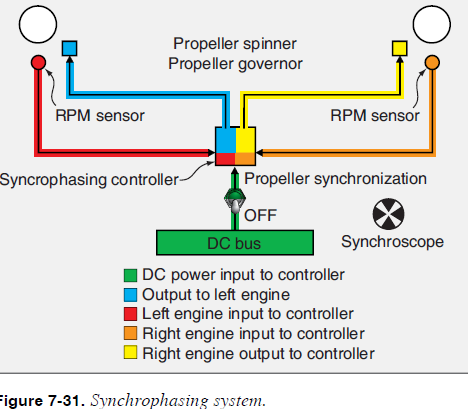 Propeller spinner
Propeller governor
RPM sensor
RPM sensor
Syncrophasing controller
Propeller synchronization
OFF
DC bus
Synchroscope
DC power input to controller
Output to left engine
Left engine input to controller
Right engine input to controller
Right engine output to controller
Figure 7-31. Synchrophasing system.